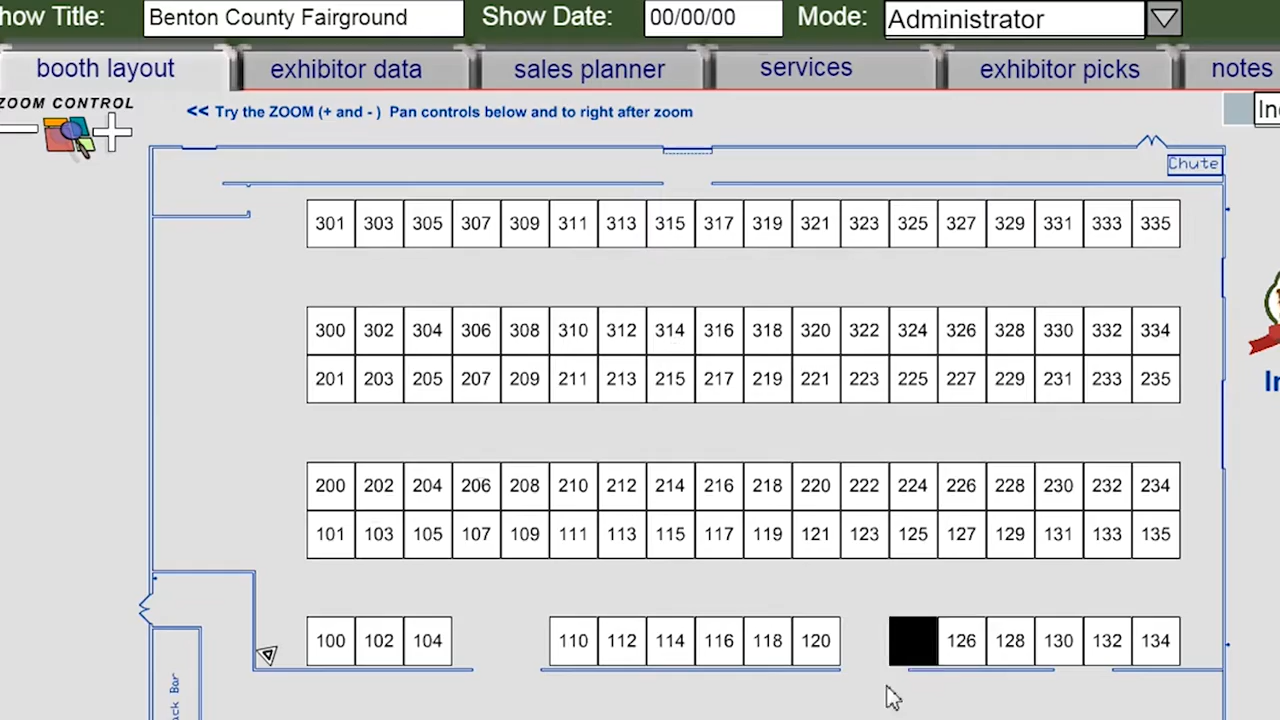 how Title: Benton County Fairground Show Date: 00/00/00 Mode: Administrator
booth layout exhibitor data sales planner services exhibitor picks notes
ZOOM CONTROL
<< Try the ZOOM (+ and - ) Pan controls below and to right after zoom
Chute
301 303 305 307 309 311 313 315 317 319 321 323 325 327 329 331 333 335
300 302 304 306 308 310 312 314 316 318 320 322 324 326 328 330 332 334
201 203 205 207 209 211 213 215 217 219 221 223 225 227 229 231 233 235
200 202 204 206 208 210 212 214 216 218 220 222 224 226 228 230 232 234
101 103 105 107 109 111 113 115 117 119 121 123 125 127 129 131 133 135
100 102 104 110 112 114 116 118 120 126 128 130 132 134
ack Bar